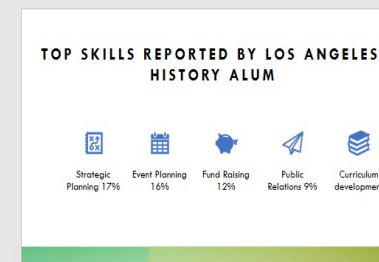 TOP SKILLS REPORTED BY LOS ANGELES
HISTORY ALUM
Strategic
Planning 17%
Event Planning
16%
Fund Raising
12%
Public
Relations 9%
Curriculum